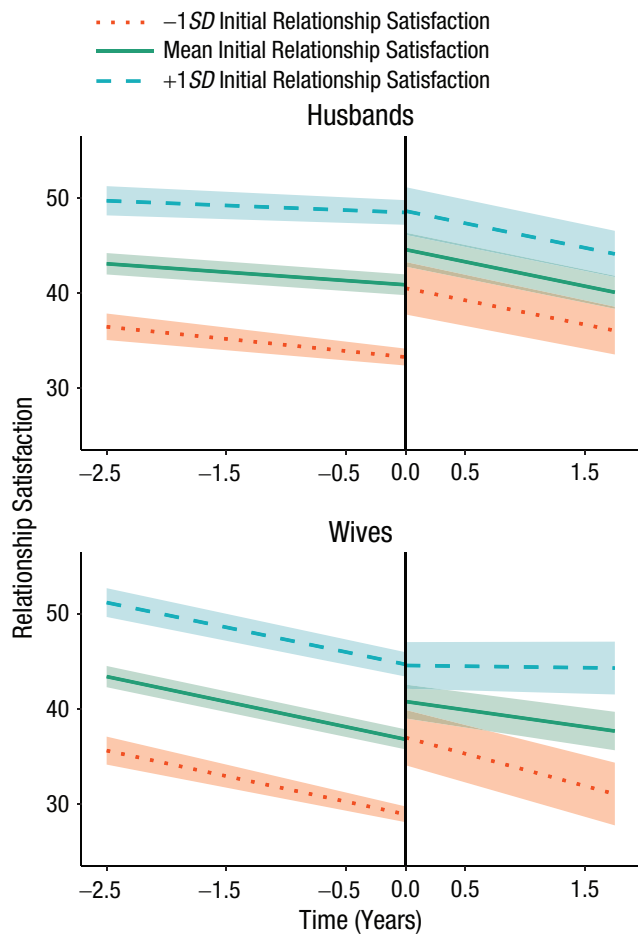 −1SD Initial Relationship Satisfaction
Mean Initial Relationship Satisfaction
+1SD Initial Relationship Satisfaction
Husbands
50
40
30
−2.5 −1.5 −0.5 0.0 0.5 1.5
Relationship Satisfaction
Wives
50
40
30
−2.5 −1.5 −0.5 0.0 0.5 1.5
Time (Years)